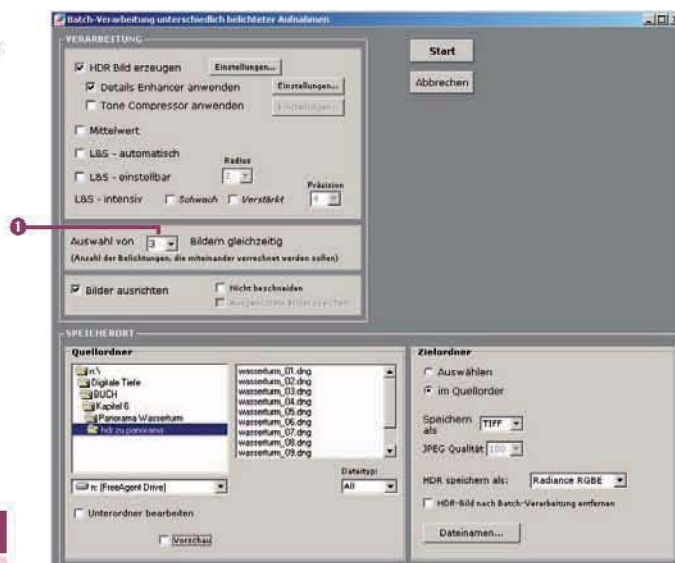 Batch-Verarbeitung unterschiedlich belichteter Aufnahmen
VERARBEITUNG
Start
Abbrechen
HDR Bild erzeugen Einstellungen...
Details Enhancer anwenden Einstellungen...
Tone Compressor anwenden Einstellungen...
Mittelwert
L&S - automatisch
Radius
L&S - einstellbar 2
Präzision
L&S - intensiv Schwach Verstärkt 4
1
Auswahl von 3 Bildern gleichzeitig
(Anzahl der Belichtungen, die miteinander verrechnet werden sollen)
Bilder ausrichten Nicht beschneiden
Ausgerichtete Bilder speichern
SPEICHERORT
Quellordner
n:\
Digitale Tiefe
BUCH
Kapitel 6
Panorama Wasserturm
hdr zu panorama
wasserturm_01.dng
wasserturm_02.dng
wasserturm_03.dng
wasserturm_04.dng
wasserturm_05.dng
wasserturm_06.dng
wasserturm_07.dng
wasserturm_08.dng
wasserturm_09.dng
Dateityp:
n: [FreeAgent Drive] All
Unterordner bearbeiten
Vorschau
Zielordner
Auswählen
im Quellorder
Speichern als TIFF
JPEG Qualität 100
HDR speichern als: Radiance RGBE
HDR-Bild nach Batch-Verarbeitung entfernen
Dateinamen...